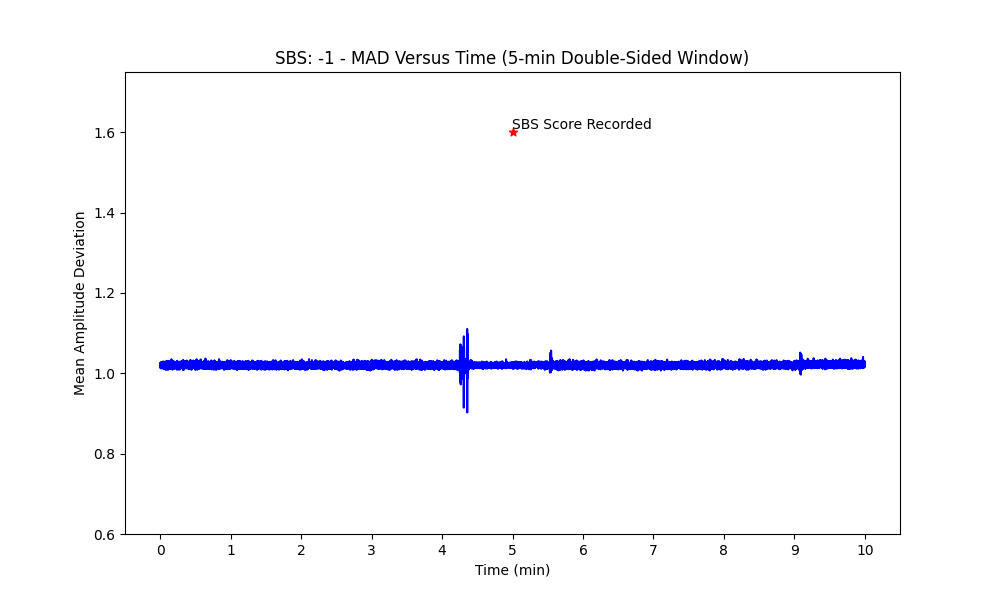 SBS: -1 - MAD Versus Time (5-min Double-Sided Window)
SBS Score Recorded
Mean Amplitude Deviation
1.6
1.4
1.2
1.0
0.8
0.6
0 1 2 3 4 5 6 7 8 9 10
Time (min)